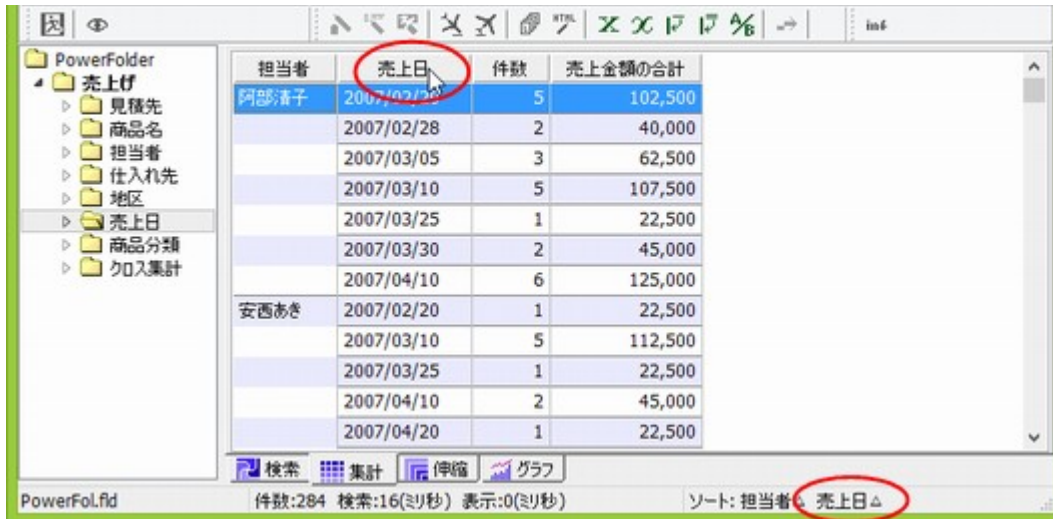 HTML A/B inf
PowerFolder
売上げ
見積先
商品名
担当者
仕入れ先
地区
売上日
商品分類
クロス集計
担当者 売上日 件数 売上金額の合計
阿部清子 2007/02/20 5 102,500
2007/02/28 2 40,000
2007/03/05 3 62,500
2007/03/10 5 107,500
2007/03/25 1 22,500
2007/03/30 2 45,000
2007/04/10 6 125,000
安西あき 2007/02/20 1 22,500
2007/03/10 5 112,500
2007/03/25 1 22,500
2007/04/10 2 45,000
2007/04/20 1 22,500
検索 集計 伸縮 グラフ
PowerFol.fld 件数:284 検索:16(ミリ秒) 表示:0(ミリ秒) ソート: 担当者△ 売上日△